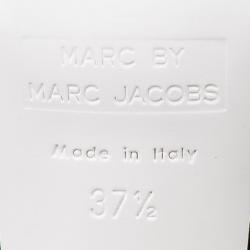 MARC BY
MARC JACOBS
Made in Italy
37½